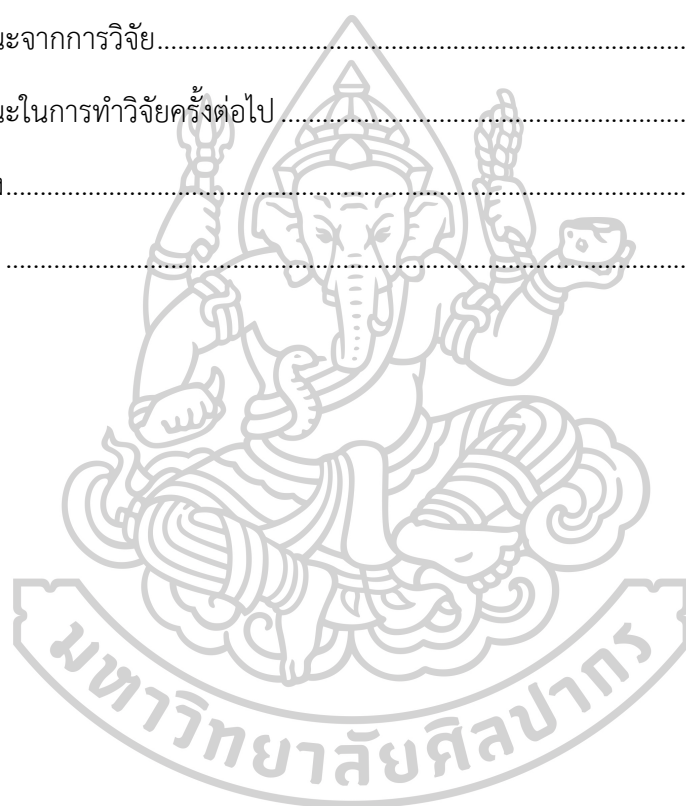 นะจากการวิจัย................................................................................
นะในการทำวิจัยครั้งต่อไป ................................................................
................................................................................................
................................................................................................
มหาวิทยาลัยศิลปากร